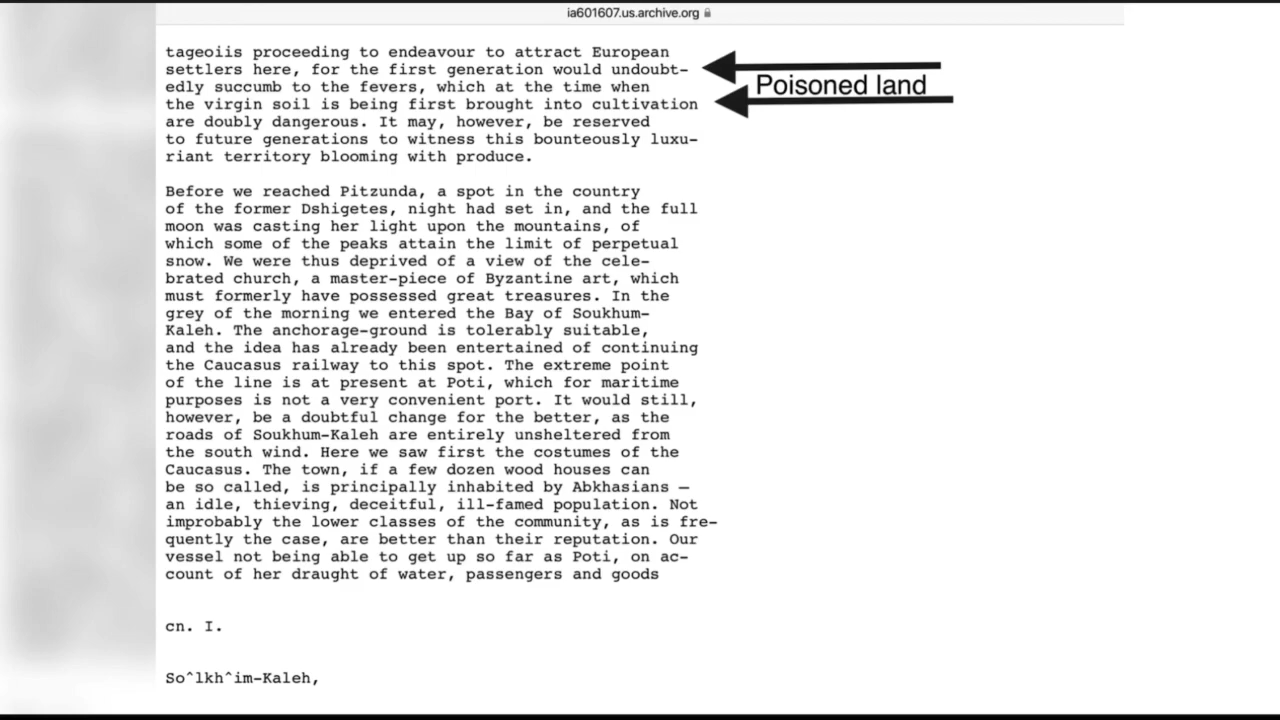 ia601607.us.archive.org
tageoiis proceeding to endeavour to attract European
settlers here, for the first generation would undoubt-
edly succumb to the fevers, which at the time when
Poisoned land
the virgin soil is being first brought into cultivation
are doubly dangerous. It may, however, be reserved
to future generations to witness this bounteously luxu-
riant territory blooming with produce.
Before we reached Pitzunda, a spot in the country
of the former Dshigetes, night had set in, and the full
moon was casting her light upon the mountains, of
which some of the peaks attain the limit of perpetual
snow. We were thus deprived of a view of the cele-
brated church, a master-piece of Byzantine art, which
must formerly have possessed great treasures. In the
grey of the morning we entered the Bay of Soukhum-
Kaleh. The anchorage-ground is tolerably suitable,
and the idea has already been entertained of continuing
the Caucasus railway to this spot. The extreme point
of the line is at present at Poti, which for maritime
purposes is not a very convenient port. It would still,
however, be a doubtful change for the better, as the
roads of Soukhum-Kaleh are entirely unsheltered from
the south wind. Here we saw first the costumes of the
Caucasus. The town, if a few dozen wood houses can
be so called, is principally inhabited by Abkhasians —
an idle, thieving, deceitful, ill-famed population. Not
improbably the lower classes of the community, as is fre-
quently the case, are better than their reputation. Our
vessel not being able to get up so far as Poti, on ac-
count of her draught of water, passengers and goods
cn. I.
So^lkh^im-Kaleh,